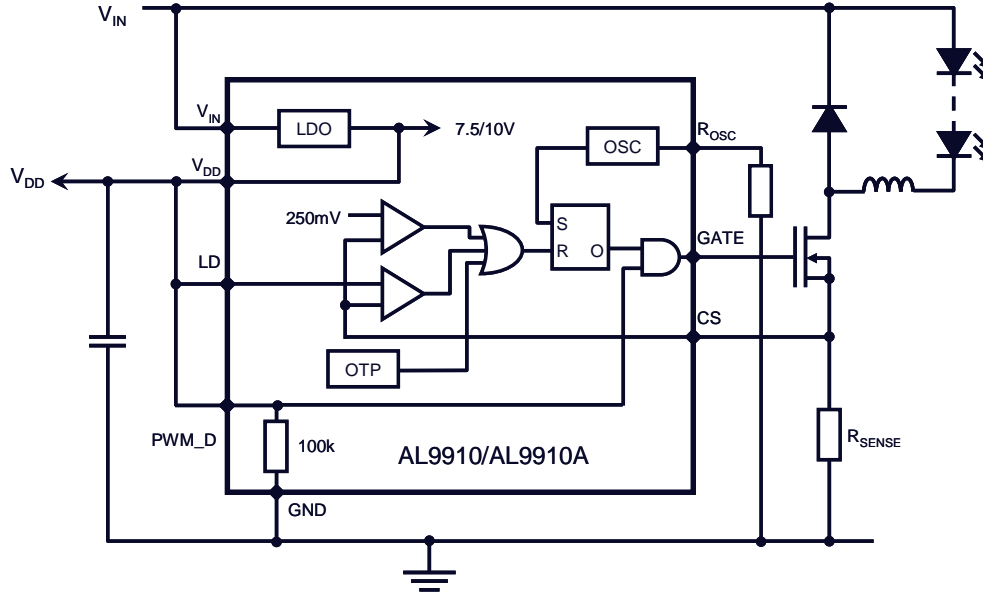 VIN
VIN
LDO
7.5/10V
OSC
ROSC
VDD
VDD
250mV
S
R
O
GATE
LD
CS
OTP
PWM_D
100k
AL9910/AL9910A
RSENSE
GND